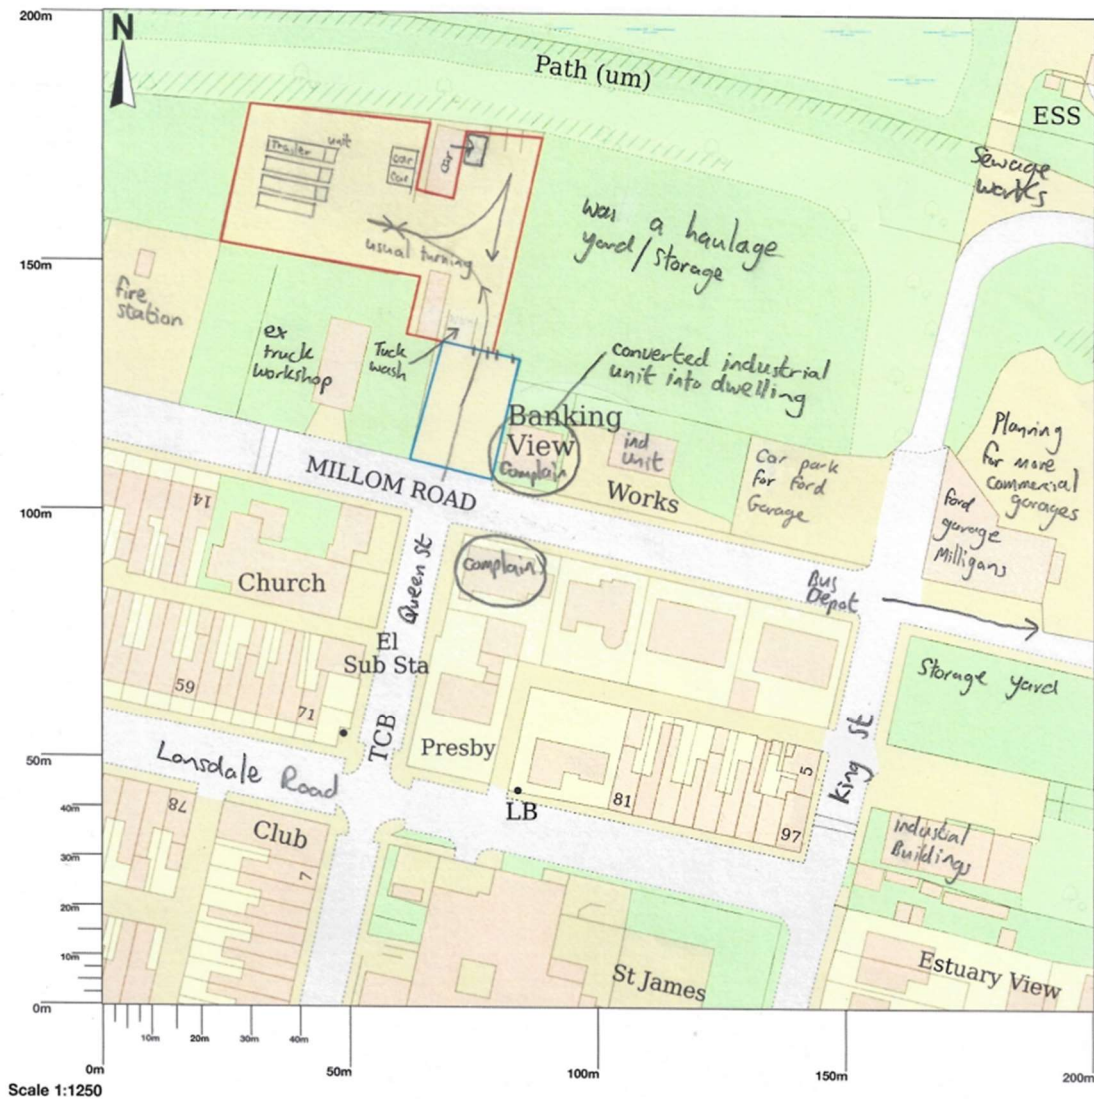 200m
N
Path (um)
ESS
Sewage
works
Trailer
unit
car
car
Oil
was a haulage
yard/storage
usual turning
150m
fire
station
ex
truck
workshop
Tuck
wash
converted industrial
unit into dwelling
Banking
View
Complain
ind
unit
Works
Car park
for ford
Garage
Planning
for more
commercial
garages
ford
garage
Milligans
MILLOM ROAD
100m
14
Church
Queen st
Complain
Bus
Depot
El
Sub Sta
59
71
TCB
Presby
Storage yard
King st
50m
Lonsdale Road
LB
81
5
97
40m
78
Club
7
industial
Buildings
30m
20m
10m
St James
Estuary View
0m
10m
20m
30m
40m
0m
50m
100m
150m
200m
Scale 1:1250